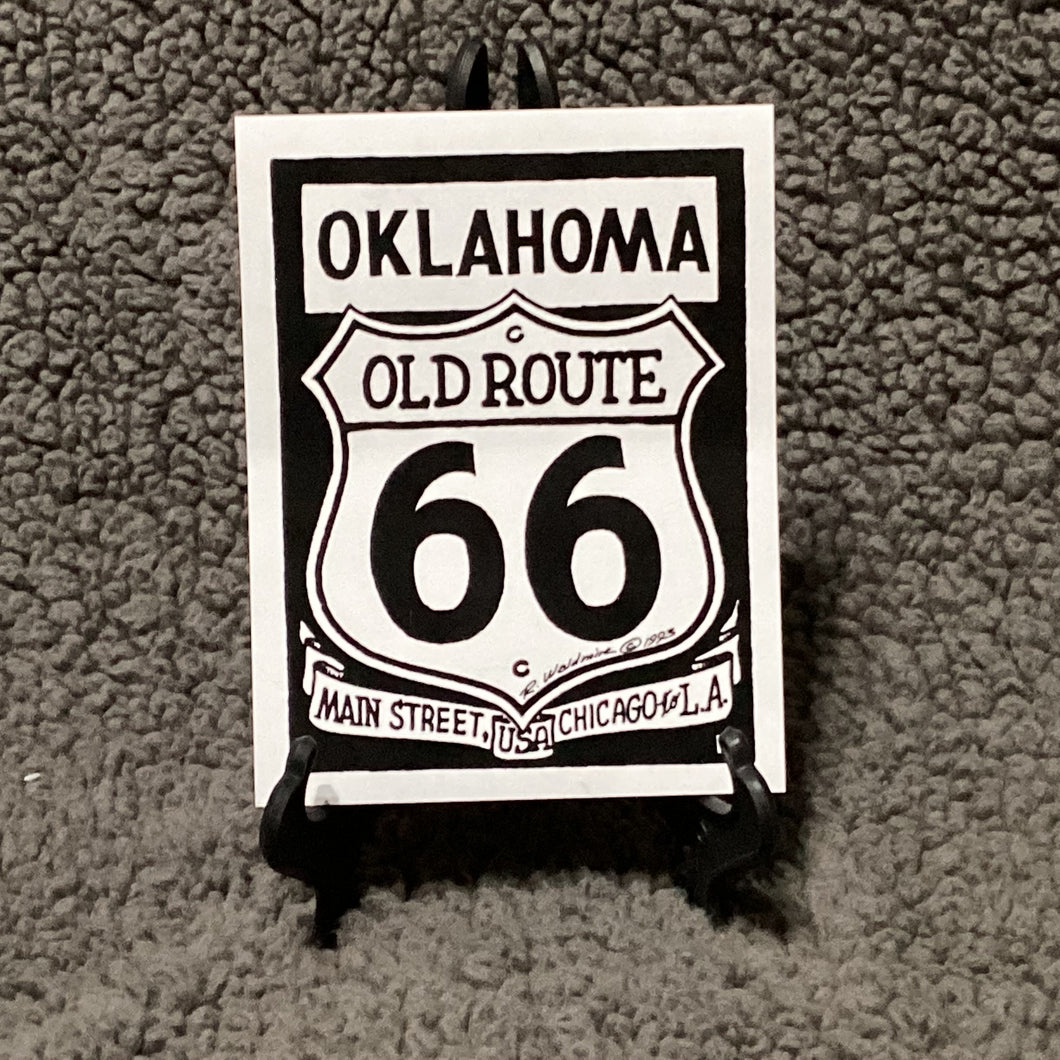 OKLAHOMA
OLD ROUTE
66
R. Waldmire © 1993
MAIN STREET, USA CHICAGO to L.A.